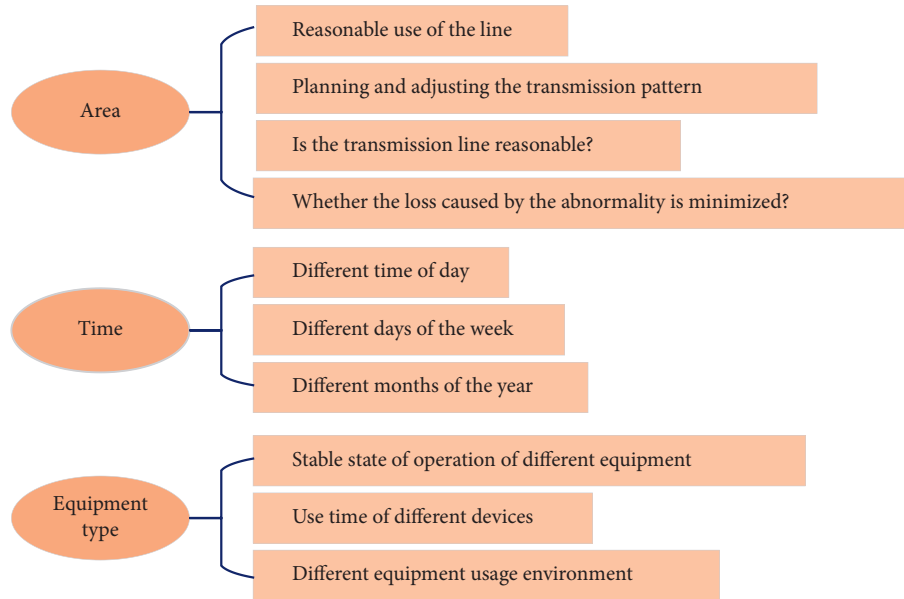 Area
Reasonable use of the line
Planning and adjusting the transmission pattern
Is the transmission line reasonable?
Whether the loss caused by the abnormality is minimized?
Time
Different time of day
Different days of the week
Different months of the year
Equipment
type
Stable state of operation of different equipment
Use time of different devices
Different equipment usage environment